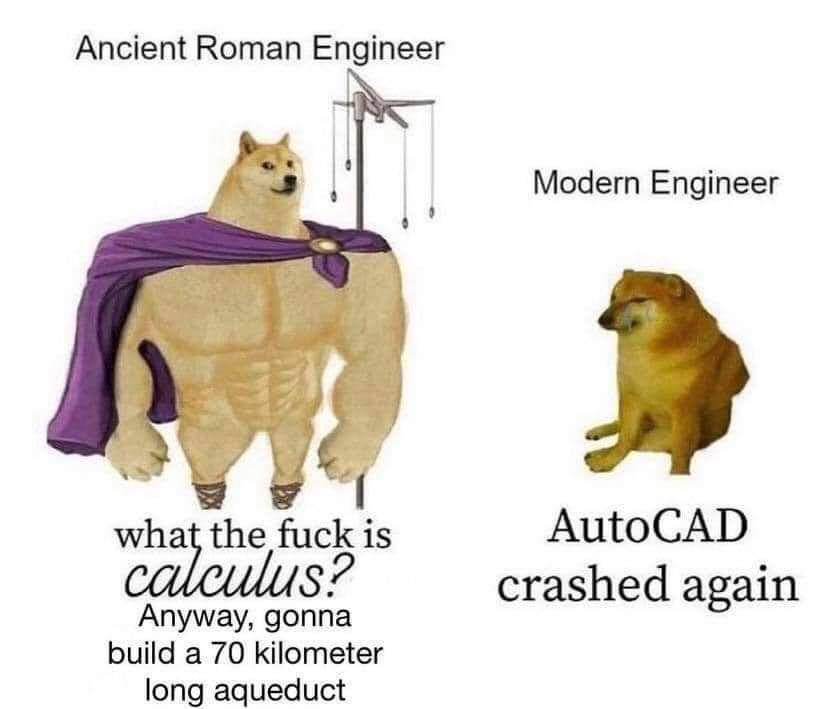 Ancient Roman Engineer
what the fuck is
calculus?
Anyway, gonna
build a 70 kilometer
long aqueduct
Modern Engineer
AutoCAD
crashed again